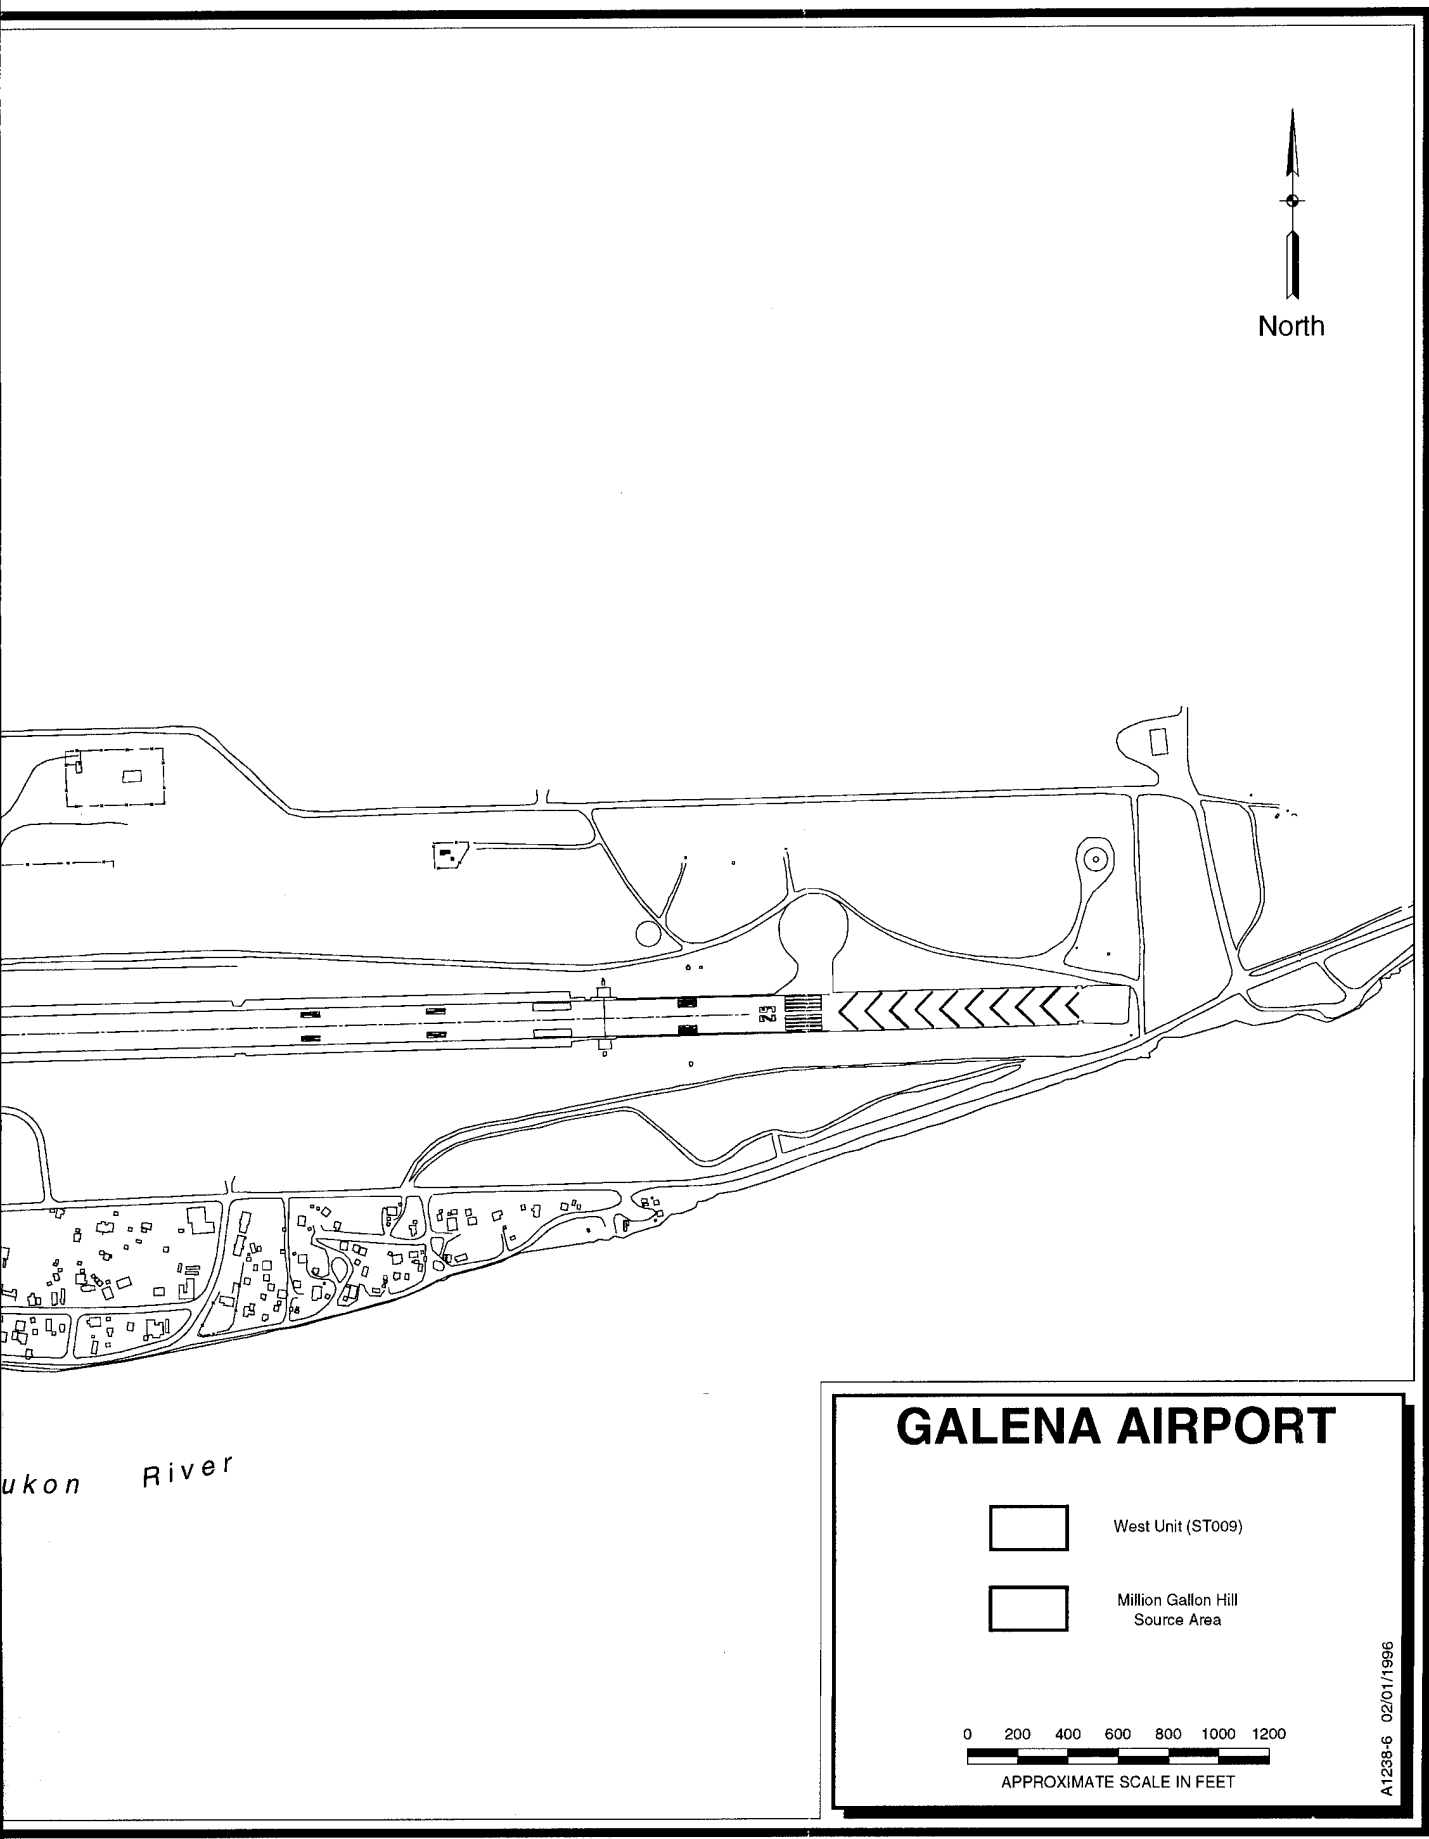 North
25
ukon River
GALENA AIRPORT
West Unit (ST009)
Million Gallon Hill
Source Area
0 200 400 600 800 1000 1200
APPROXIMATE SCALE IN FEET
A1238-6 02/01/1996